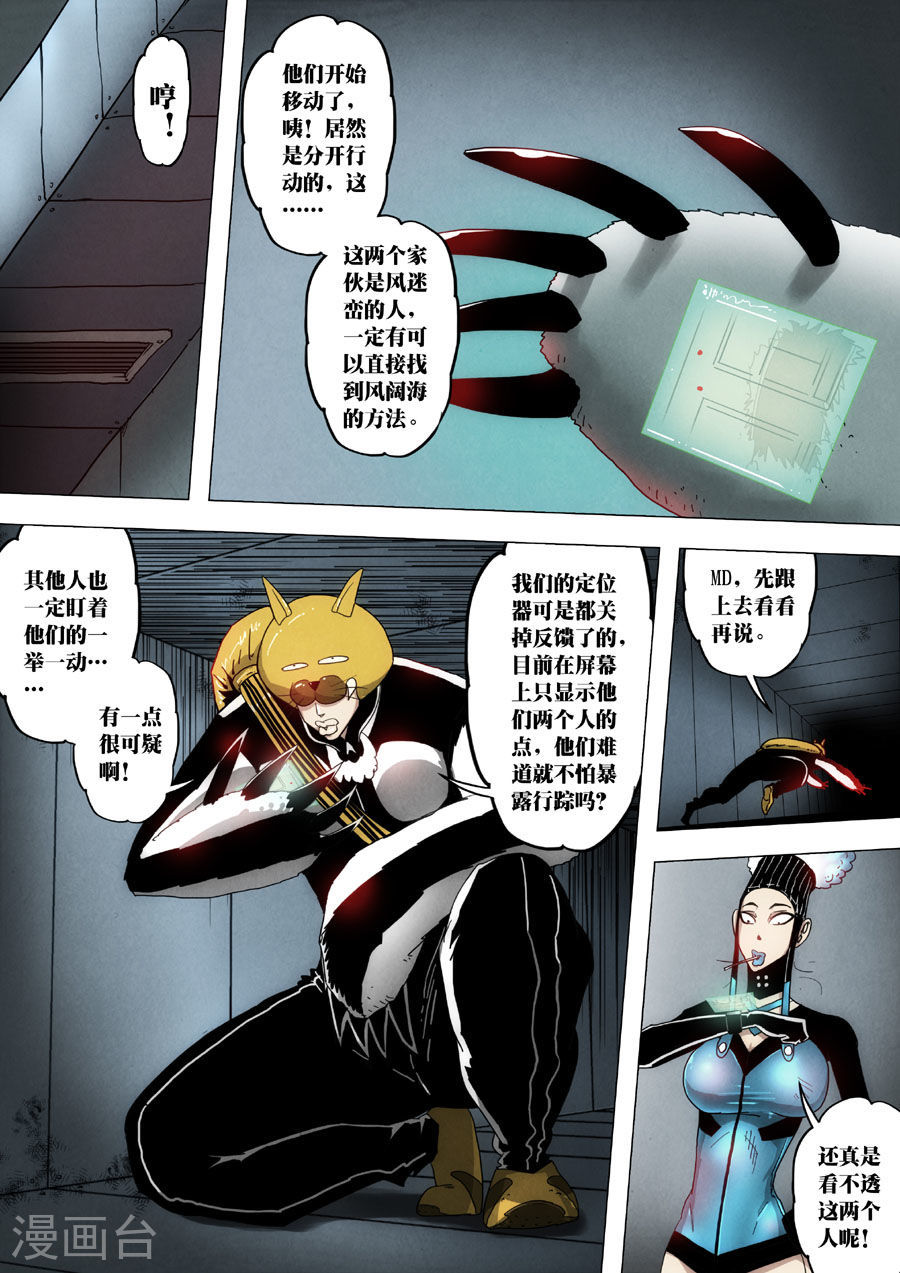 哼！
他们开始
移动了，
咦！居然
是分开行
动的，这
……
这两个家
伙是风迷
峦的人，
一定有可
以直接找
到风阔海
的方法。
其他人也
一定盯着
他们的一
举一动…
…
有一点
很可疑
啊！
我们的定位
器可是都关
掉反馈了的，
目前在屏幕
上只显示他
们两个人的
点，他们难
道就不怕暴
露行踪吗？
MD，先跟
上去看看
再说。
还真是
看不透
这两个
人呢！
漫画台